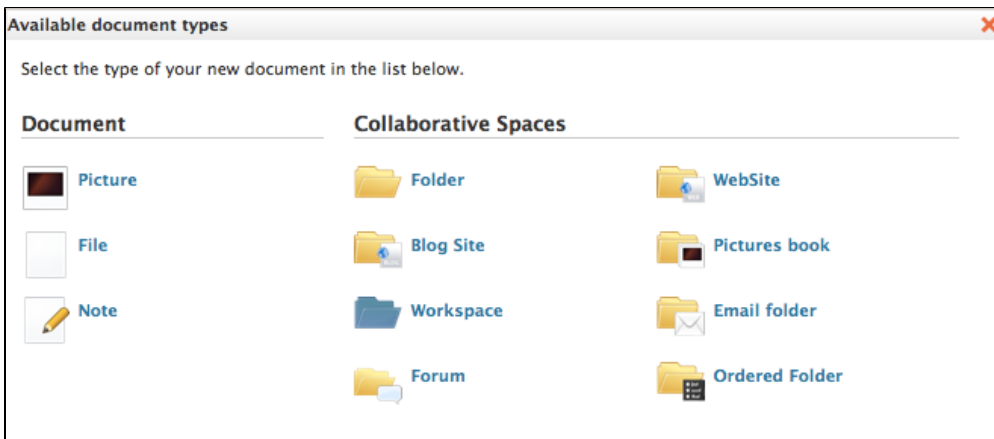 Available document types
Select the type of your new document in the list below.
Document
Collaborative Spaces
Picture
Folder
WebSite
File
Blog Site
Pictures book
Note
Workspace
Email folder
Forum
Ordered Folder